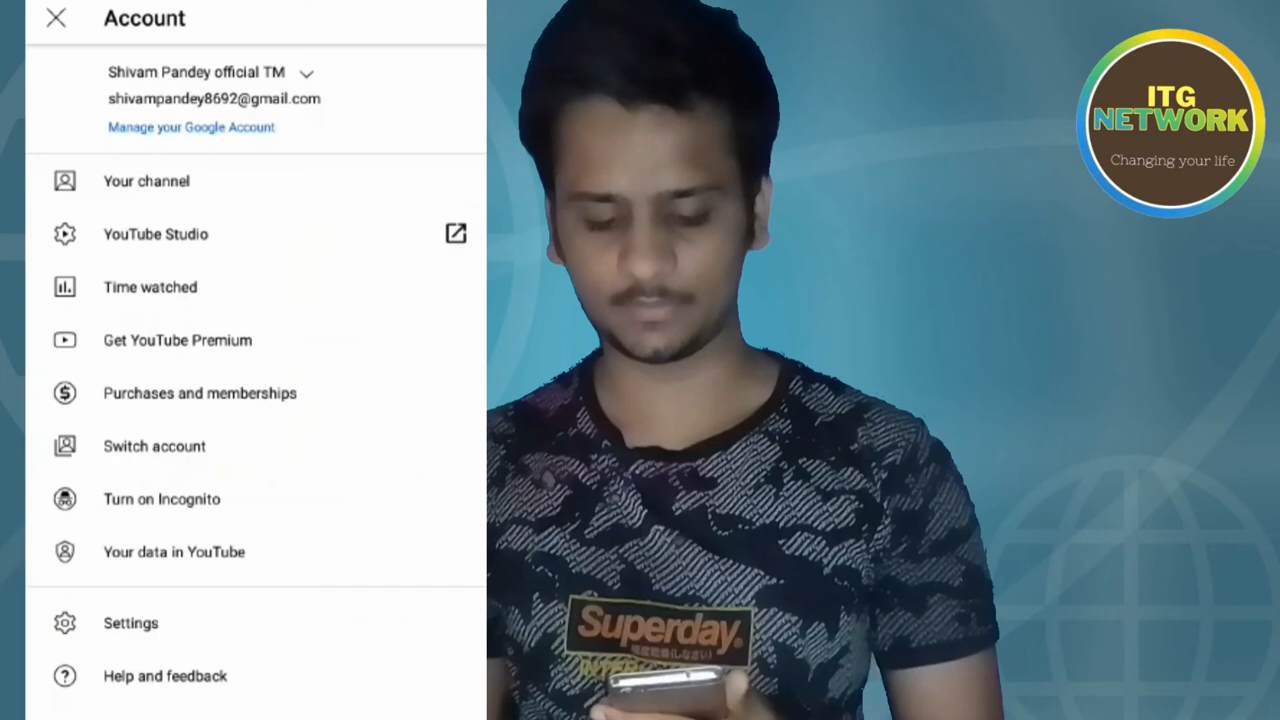 Account
Shivam Pandey official TM
shivampandey8692@gmail.com
Manage your Google Account
Your channel
YouTube Studio
Time watched
Get YouTube Premium
Purchases and memberships
Switch account
Turn on Incognito
Your data in YouTube
Settings
Help and feedback
ITG
NETWORK
Changing your life
Superday.